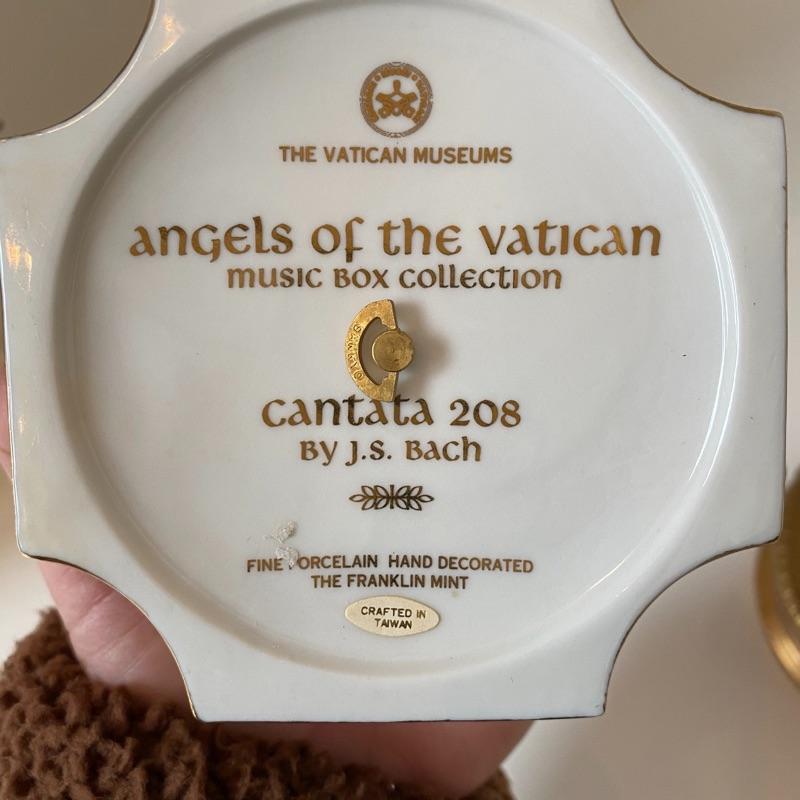 THE VATICAN MUSEUMS
angels of the vatican
music box collection
cantata 208
By J.S. Bach
FINE ORCELAIN HAND DECORATED
THE FRANKLIN MINT
CRAFTED IN
TAIWAN